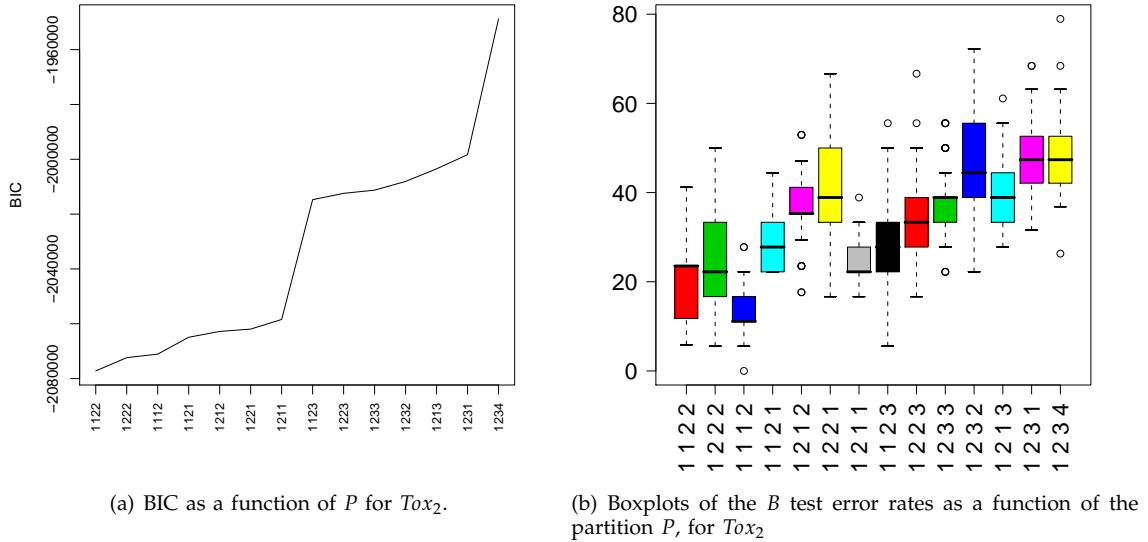 BIC
−1960000
−2000000
−2040000
−2080000
1122
1222
1112
1121
1212
1221
1211
1123
1223
1233
1232
1213
1231
1234
(a) BIC as a function of P for Tox2.
80
60
40
20
0
1 1 2 2
1 2 2 2
1 1 1 2
1 1 2 1
1 2 1 2
1 2 2 1
1 2 1 1
1 1 2 3
1 2 2 3
1 2 3 3
1 2 3 2
1 2 1 3
1 2 3 1
1 2 3 4
(b) Boxplots of the B test error rates as a function of the
partition P, for Tox2